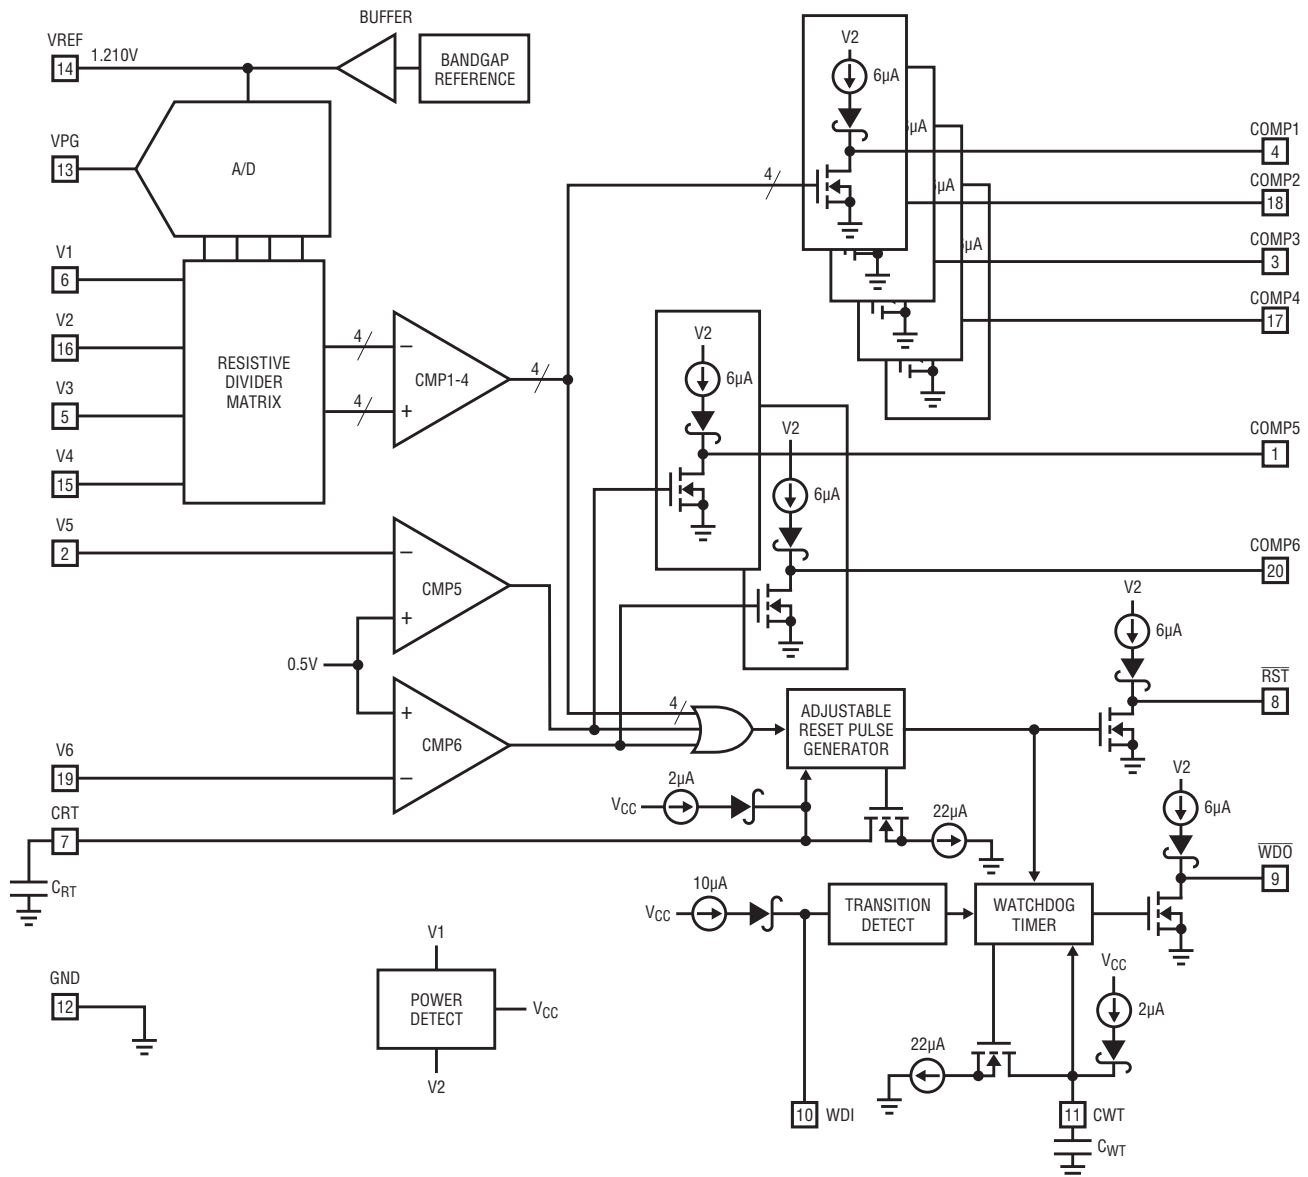 BUFFER
VREF
14
1.210V
BANDGAP
REFERENCE
VPG
13
A/D
V1
6
V2
16
V3
5
V4
15
RESISTIVE
DIVIDER
MATRIX
4
4
–
+
CMP1-4
4
4
V2
6µA
µA
µA
µA
COMP1
4
COMP2
18
COMP3
3
COMP4
17
V2
6µA
V2
6µA
COMP5
1
COMP6
20
V5
2
–
+
CMP5
0.5V
+
–
CMP6
V6
19
4
ADJUSTABLE
RESET PULSE
GENERATOR
V2
6µA
RST
8
V2
6µA
WDO
9
CRT
7
CRT
VCC
2µA
22µA
VCC
10µA
TRANSITION
DETECT
WATCHDOG
TIMER
VCC
2µA
22µA
10
WDI
11
CWT
CWT
GND
12
V1
POWER
DETECT
VCC
V2